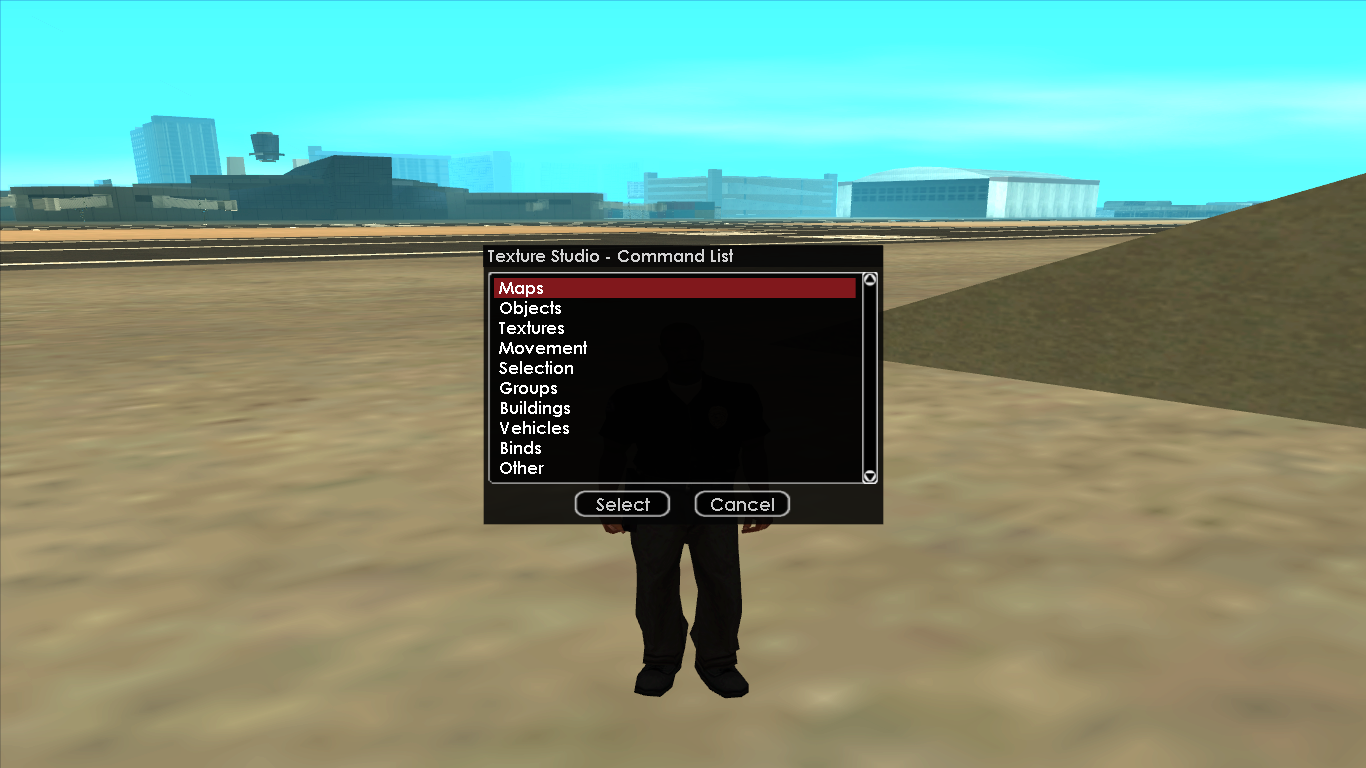 Texture Studio - Command List
Maps
Objects
Textures
Movement
Selection
Groups
Buildings
Vehicles
Binds
Other
Select Cancel